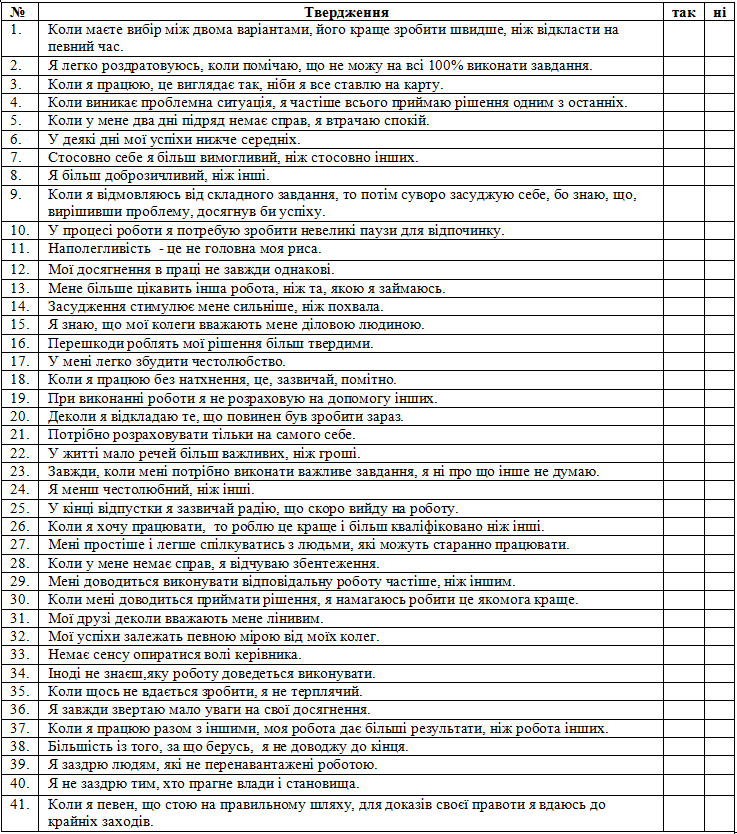 № Твердження так ні
1. Коли маєте вибір між двома варіантами, його краще зробити швидше, ніж відкласти на
певний час.
2. Я легко роздратовуюсь, коли помічаю, що не можу на всі 100% виконати завдання.
3. Коли я працюю, це виглядає так, ніби я все ставлю на карту.
4. Коли виникає проблемна ситуація, я частіше всього приймаю рішення одним з останніх.
5. Коли у мене два дні підряд немає справ, я втрачаю спокій.
6. У деякі дні мої успіхи нижче середніх.
7. Стосовно себе я більш вимогливий, ніж стосовно інших.
8. Я більш доброзичливий, ніж інші.
9. Коли я відмовляюсь від складного завдання, то потім суворо засуджую себе, бо знаю, що,
вирішивши проблему, досягнув би успіху.
10. У процесі роботи я потребую зробити невеликі паузи для відпочинку.
11. Наполегливість - це не головна моя риса.
12. Мої досягнення в праці не завжди однакові.
13. Мене більше цікавить інша робота, ніж та, якою я займаюсь.
14. Засудження стимулює мене сильніше, ніж похвала.
15. Я знаю, що мої колеги вважають мене діловою людиною.
16. Перешкоди роблять мої рішення більш твердими.
17. У мені легко збудити честолюбство.
18. Коли я працюю без натхнення, це, зазвичай, помітно.
19. При виконанні роботи я не розраховую на допомогу інших.
20. Деколи я відкладаю те, що повинен був зробити зараз.
21. Потрібно розраховувати тільки на самого себе.
22. У житті мало речей більш важливих, ніж гроші.
23. Завжди, коли мені потрібно виконати важливе завдання, я ні про що інше не думаю.
24. Я менш честолюбний, ніж інші.
25. У кінці відпустки я зазвичай радію, що скоро вийду на роботу.
26. Коли я хочу працювати, то роблю це краще і більш кваліфіковано ніж інші.
27. Мені простіше і легше спілкуватись з людьми, які можуть старанно працювати.
28. Коли у мене немає справ, я відчуваю збентеження.
29. Мені доводиться виконувати відповідальну роботу частіше, ніж іншим.
30. Коли мені доводиться приймати рішення, я намагаюсь робити це якомога краще.
31. Мої друзі деколи вважають мене лінивим.
32. Мої успіхи залежать певною мірою від моїх колег.
33. Немає сенсу опиратися волі керівника.
34. Іноді не знаєш,яку роботу доведеться виконувати.
35. Коли щось не вдається зробити, я не терплячий.
36. Я завжди звертаю мало уваги на свої досягнення.
37. Коли я працюю разом з іншими, моя робота дає більші результати, ніж робота інших.
38. Більшість із того, за що берусь, я не доводжу до кінця.
39. Я заздрю людям, які не перенавантажені роботою.
40. Я не заздрю тим, хто прагне влади і становища.
41. Коли я певен, що стою на правильному шляху, для доказів своєї правоти я вдаюсь до
крайніх заходів.